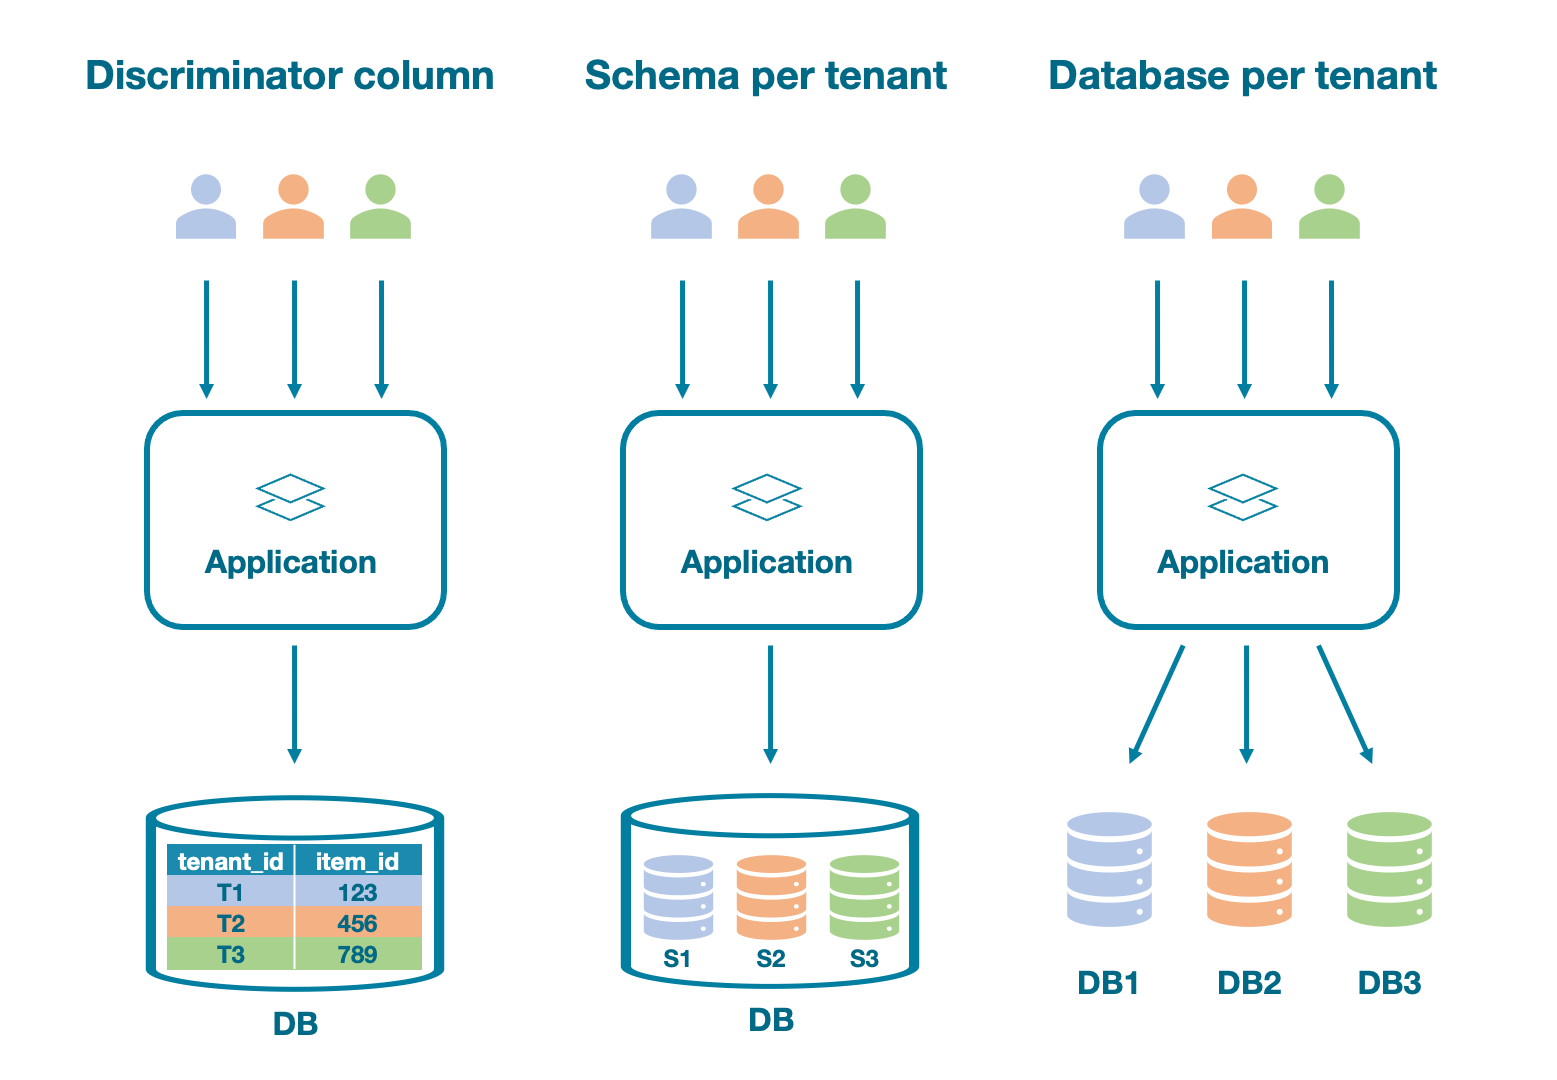 Discriminator column
Schema per tenant
Database per tenant
Application
Application
Application
tenant_id item_id
T1 123
T2 456
T3 789
DB
S1 S2 S3
DB
DB1 DB2 DB3